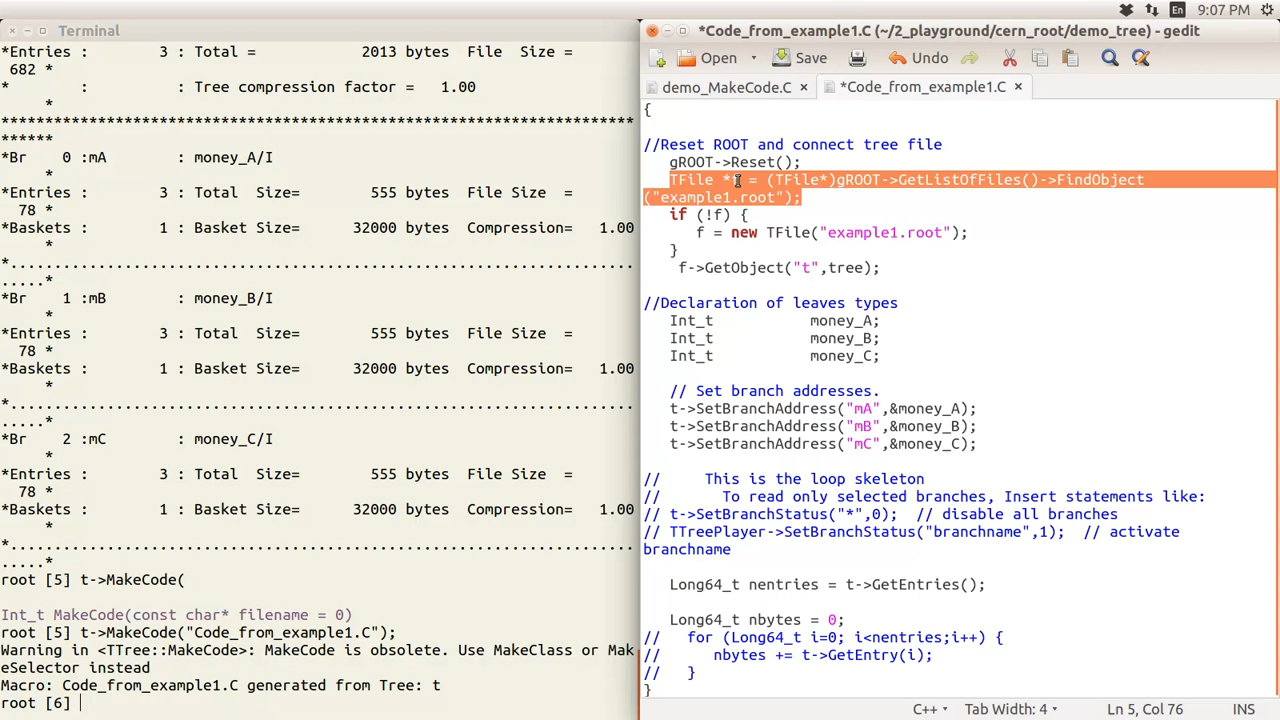 En 9:07 PM
Terminal
*Entries : 3 : Total = 2013 bytes File Size =
682 *
* : : Tree compression factor = 1.00
*
************************************************************************
******
*Br 0 :mA : money_A/I
*Entries : 3 : Total Size= 555 bytes File Size =
78 *
*Baskets : 1 : Basket Size= 32000 bytes Compression= 1.00
*
*.......................................................................
.....*
*Br 1 :mB : money_B/I
*Entries : 3 : Total Size= 555 bytes File Size =
78 *
*Baskets : 1 : Basket Size= 32000 bytes Compression= 1.00
*
*.......................................................................
.....*
*Br 2 :mC : money_C/I
*Entries : 3 : Total Size= 555 bytes File Size =
78 *
*Baskets : 1 : Basket Size= 32000 bytes Compression= 1.00
*
*.......................................................................
.....*
root [5] t->MakeCode(
Int_t MakeCode(const char* filename = 0)
root [5] t->MakeCode("Code_from_example1.C");
Warning in <TTree::MakeCode>: MakeCode is obsolete. Use MakeClass or Mak
eSelector instead
Macro: Code_from_example1.C generated from Tree: t
root [6]
*Code_from_example1.C (~/2_playground/cern_root/demo_tree) - gedit
Open Save Undo
demo_MakeCode.C × *Code_from_example1.C ×
{
//Reset ROOT and connect tree file
gROOT->Reset();
TFile *f = (TFile*)gROOT->GetListOfFiles()->FindObject
("example1.root");
if (!f) {
f = new TFile("example1.root");
}
f->GetObject("t",tree);
//Declaration of leaves types
Int_t money_A;
Int_t money_B;
Int_t money_C;
// Set branch addresses.
t->SetBranchAddress("mA",&money_A);
t->SetBranchAddress("mB",&money_B);
t->SetBranchAddress("mC",&money_C);
// This is the loop skeleton
// To read only selected branches, Insert statements like:
// t->SetBranchStatus("*",0); // disable all branches
// TTreePlayer->SetBranchStatus("branchname",1); // activate
branchname
Long64_t nentries = t->GetEntries();
Long64_t nbytes = 0;
// for (Long64_t i=0; i<nentries;i++) {
// nbytes += t->GetEntry(i);
// }
}
C++ Tab Width: 4 Ln 5, Col 76 INS